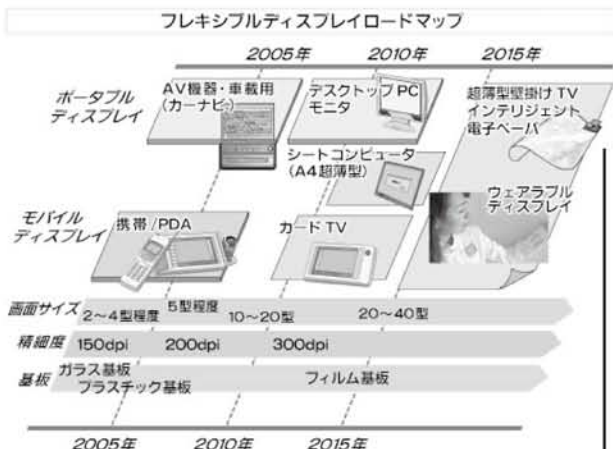 フレキシブルディスプレイロードマップ
2005年
2010年
2015年
ポータブル
ディスプレイ
AV機器・車載用
(カーナビ)
デスクトップPC
モニタ
超薄型壁掛けTV
インテリジェント
電子ペーパ
シートコンピュータ
(A4超薄型)
ウェアラブル
ディスプレイ
モバイル
ディスプレイ
携帯/PDA
カードTV
画面サイズ
2〜4型程度
5型程度
10〜20型
20〜40型
精細度
150dpi
200dpi
300dpi
基板
ガラス基板
プラスチック基板
フィルム基板
2005年
2010年
2015年